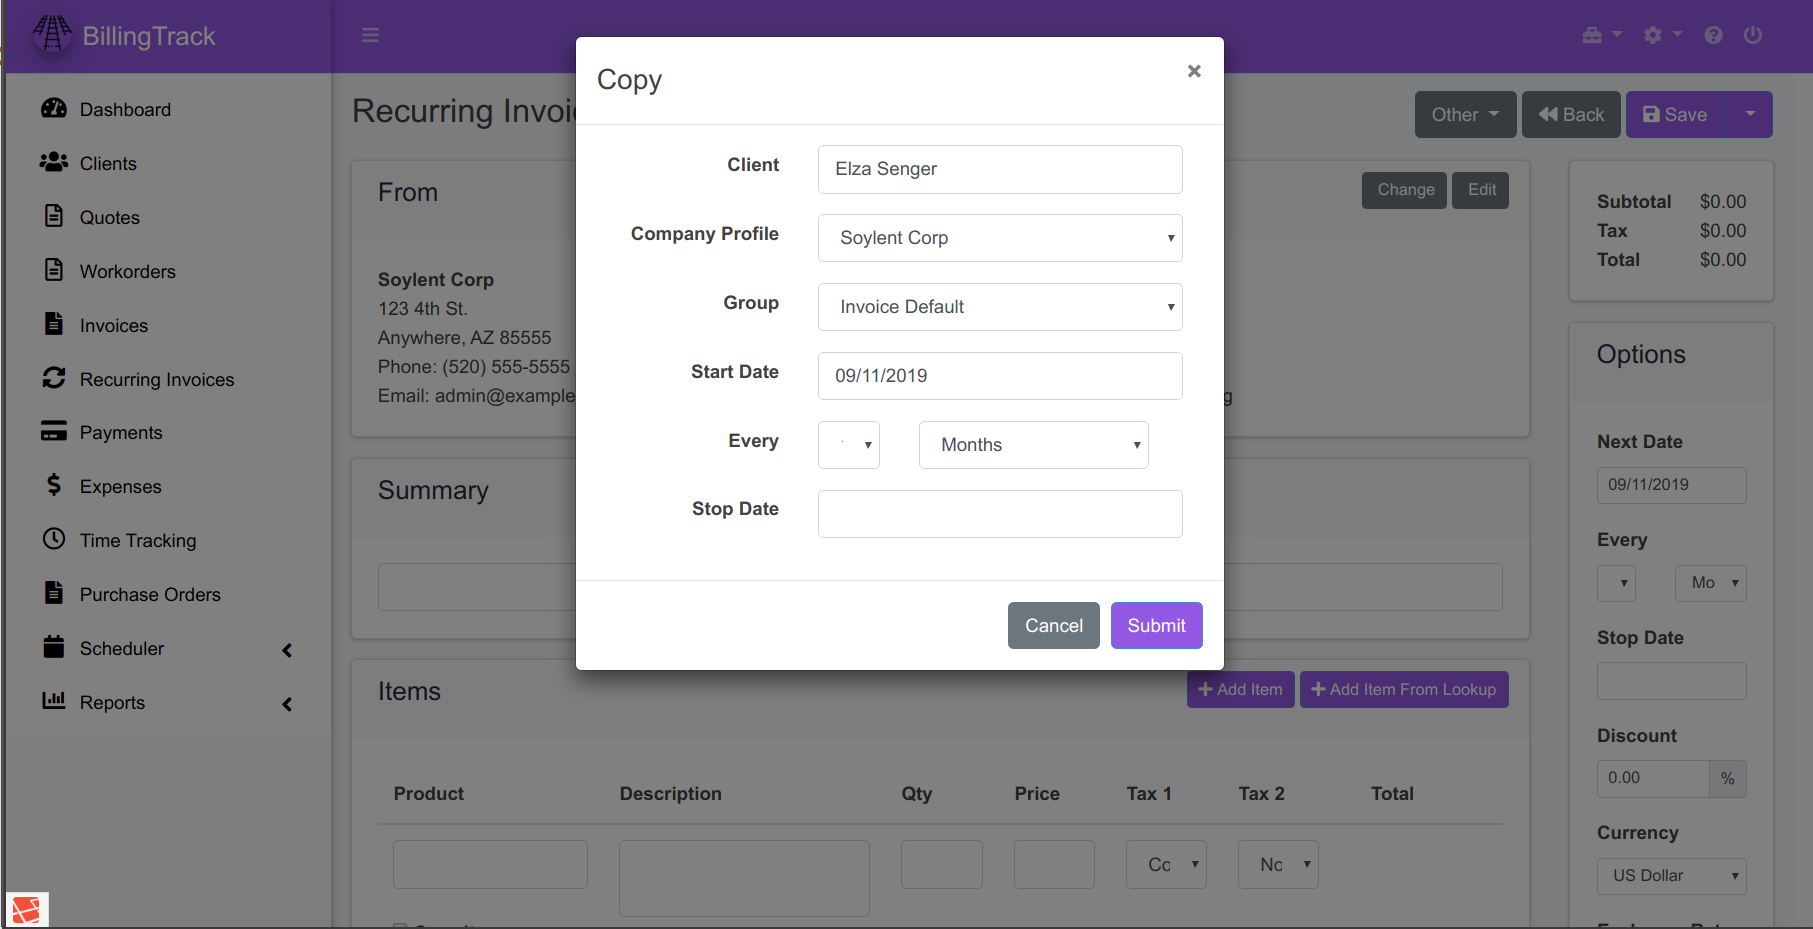 BillingTrack
Dashboard
Clients
Quotes
Workorders
Invoices
Recurring Invoices
Payments
Expenses
Time Tracking
Purchase Orders
Scheduler
Reports
Recurring
Other
Back
Save
From
Change
Edit
Soylent Corp
123 4th St.
Anywhere, AZ 85555
Phone: (520) 555-5555
Email: admin@example
Summary
Items
Add Item
Add Item From Lookup
Product Description Qty Price Tax 1 Tax 2 Total
Co
No
Copy
×
Client
Elza Senger
Company Profile
Soylent Corp
Group
Invoice Default
Start Date
09/11/2019
Every
Months
Stop Date
Cancel
Submit
Subtotal $0.00
Tax $0.00
Total $0.00
Options
Next Date
09/11/2019
Every
Mo
Stop Date
Discount
0.00 %
Currency
US Dollar